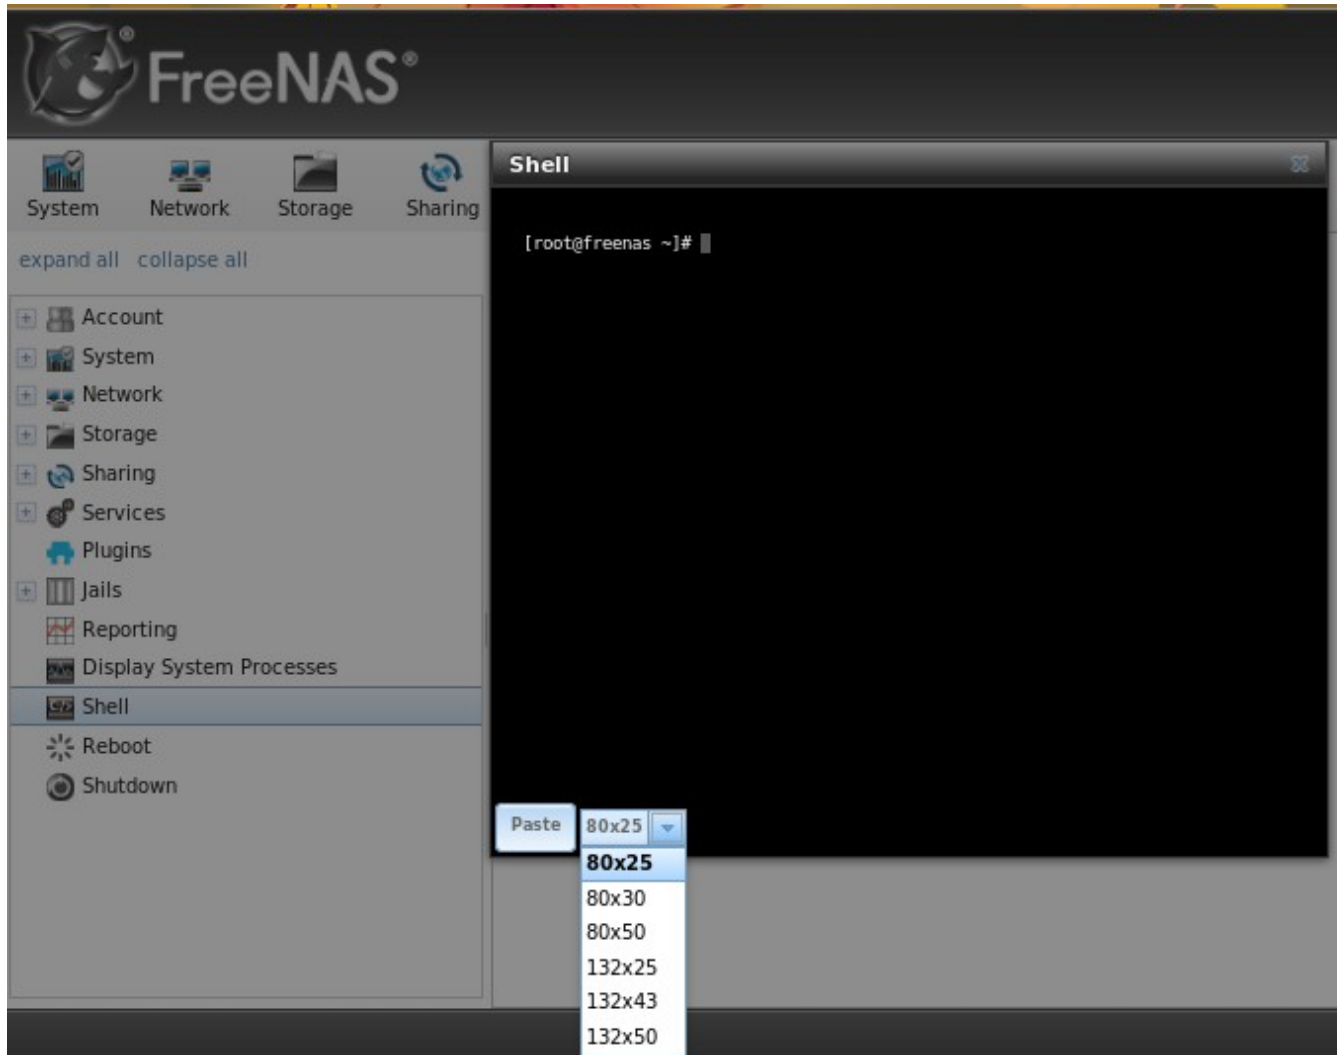 FreeNAS®
System Network Storage Sharing
expand all collapse all
Account
System
Network
Storage
Sharing
Services
Plugins
Jails
Reporting
Display System Processes
Shell
Reboot
Shutdown
Shell
[root@freenas ~]#
Paste 80x25
80x25
80x30
80x50
132x25
132x43
132x50